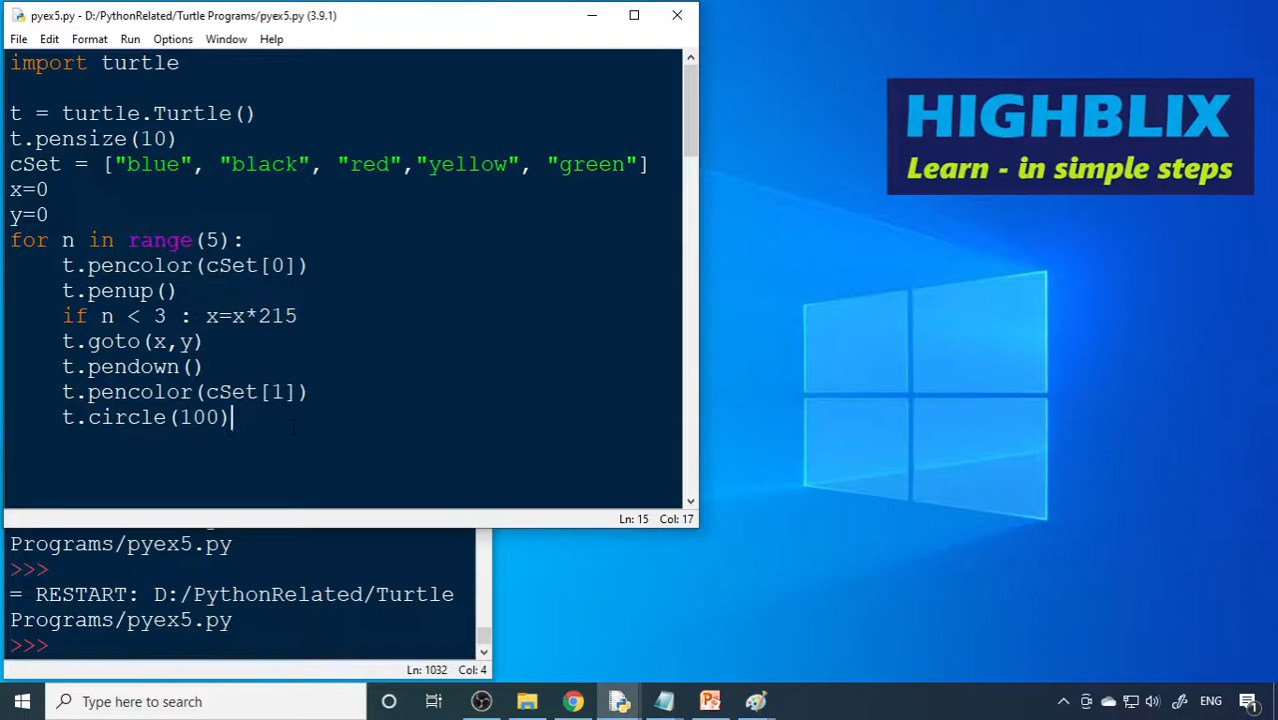 pyex5.py - D:/PythonRelated/Turtle Programs/pyex5.py (3.9.1)
File Edit Format Run Options Window Help
import turtle
t = turtle.Turtle()
t.pensize(10)
cSet = ["blue", "black", "red","yellow", "green"]
x=0
y=0
for n in range(5):
    t.pencolor(cSet[0])
    t.penup()
    if n < 3 : x=x*215
    t.goto(x,y)
    t.pendown()
    t.pencolor(cSet[1])
    t.circle(100)
Ln: 15 Col: 17
Programs/pyex5.py
>>>
= RESTART: D:/PythonRelated/Turtle
Programs/pyex5.py
>>>
Ln: 1032 Col: 4
HIGHBLIX
Learn - in simple steps
Type here to search
ENG
1